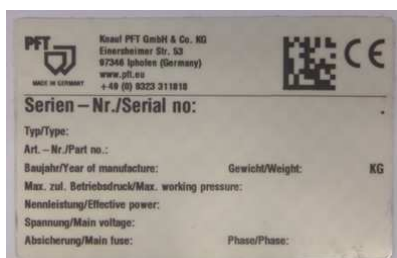 PFT
MADE IN GERMANY
Knauf PFT GmbH & Co. KG
Einersheimer Str. 53
97346 Iphofen (Germany)
www.pft.eu
+49 (0) 9323 311818
CE
Serien – Nr./Serial no:
Typ/Type:
Art. – Nr./Part no.:
Baujahr/Year of manufacture: Gewicht/Weight: KG
Max. zul. Betriebsdruck/Max. working pressure:
Nennleistung/Effective power:
Spannung/Main voltage:
Absicherung/Main fuse: Phase/Phase: